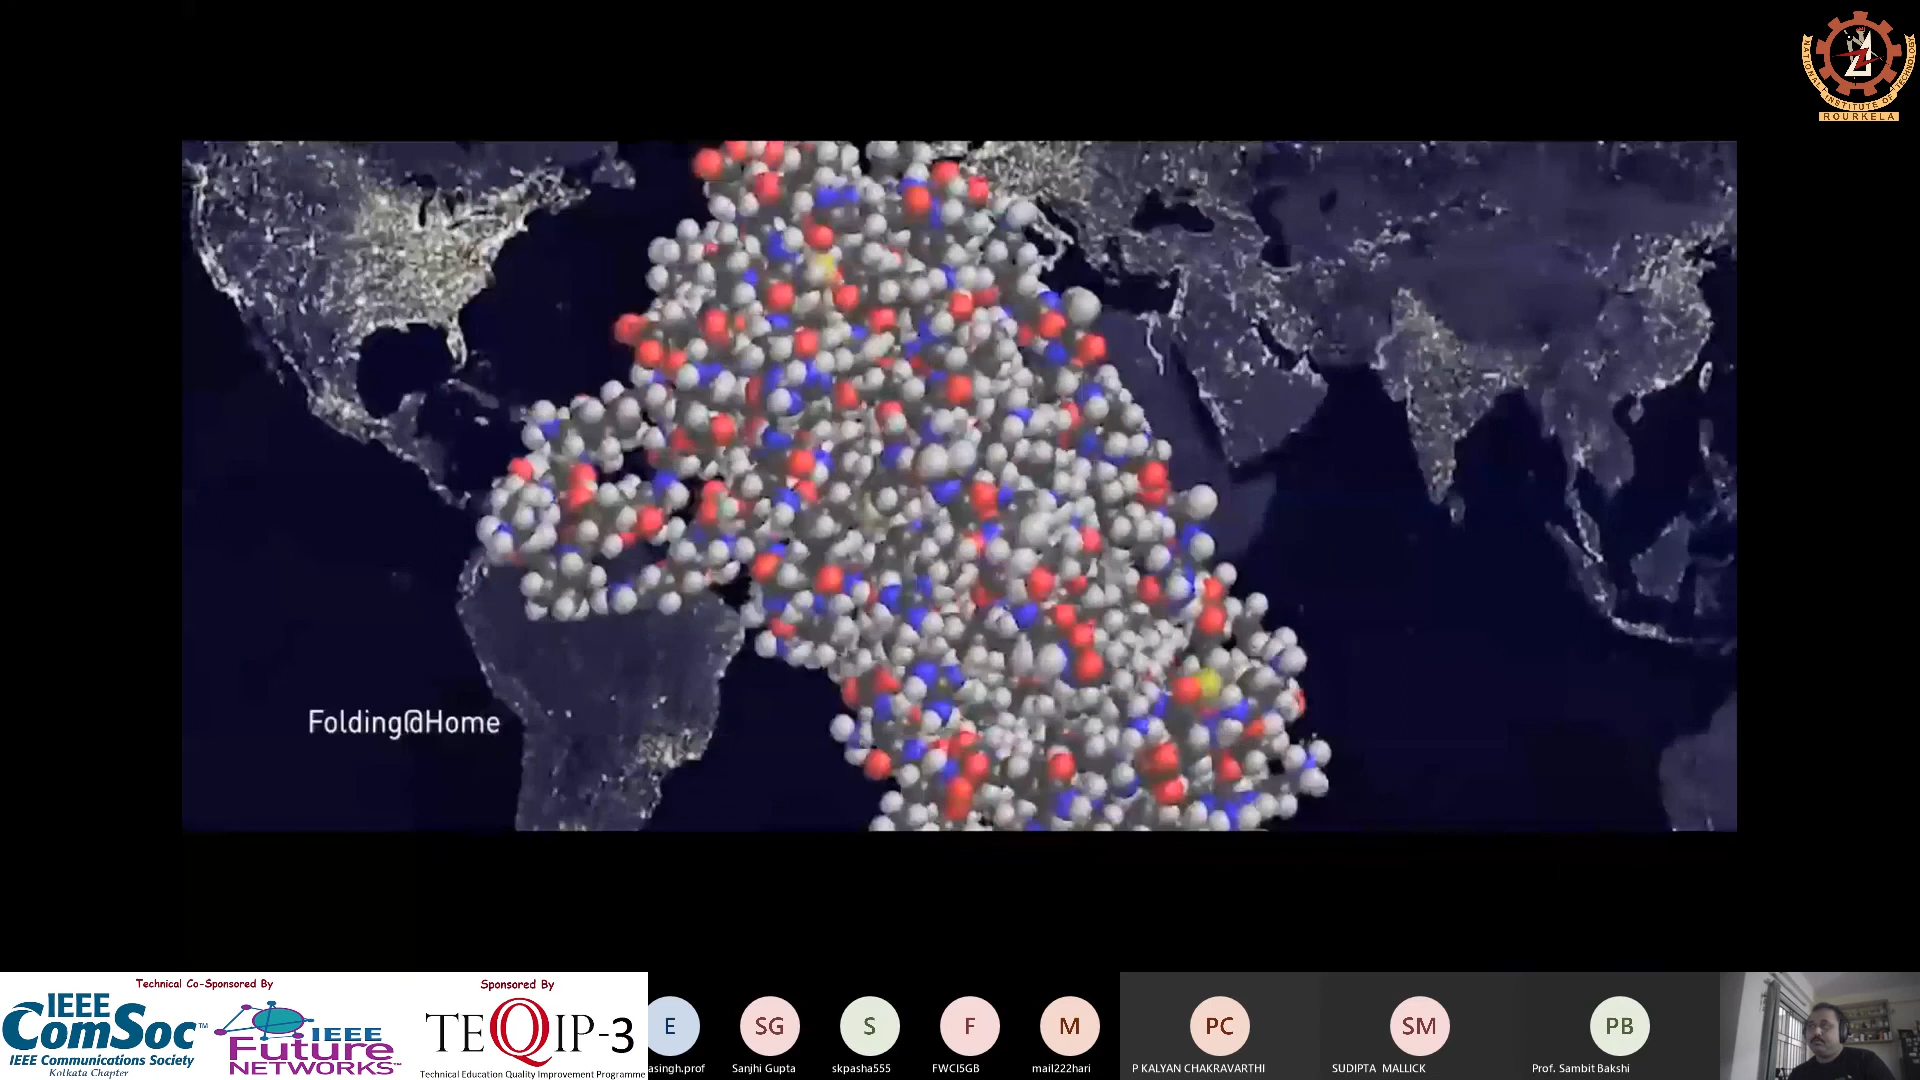 NATIONAL INSTITUTE OF TECHNOLOGY
ROURKELA
Folding@Home
Technical Co-Sponsored By
Sponsored By
IEEE
ComSoc™
IEEE Communications Society
Kolkata Chapter
IEEE
Future
NETWORKS™
TEQIP-3
Technical Education Quality Improvement Programme
E
SG
S
F
M
PC
SM
PB
asingh.prof
Sanjhi Gupta
skpasha555
FWCI5GB
mail222hari
P KALYAN CHAKRAVARTHI
SUDIPTA MALLICK
Prof. Sambit Bakshi